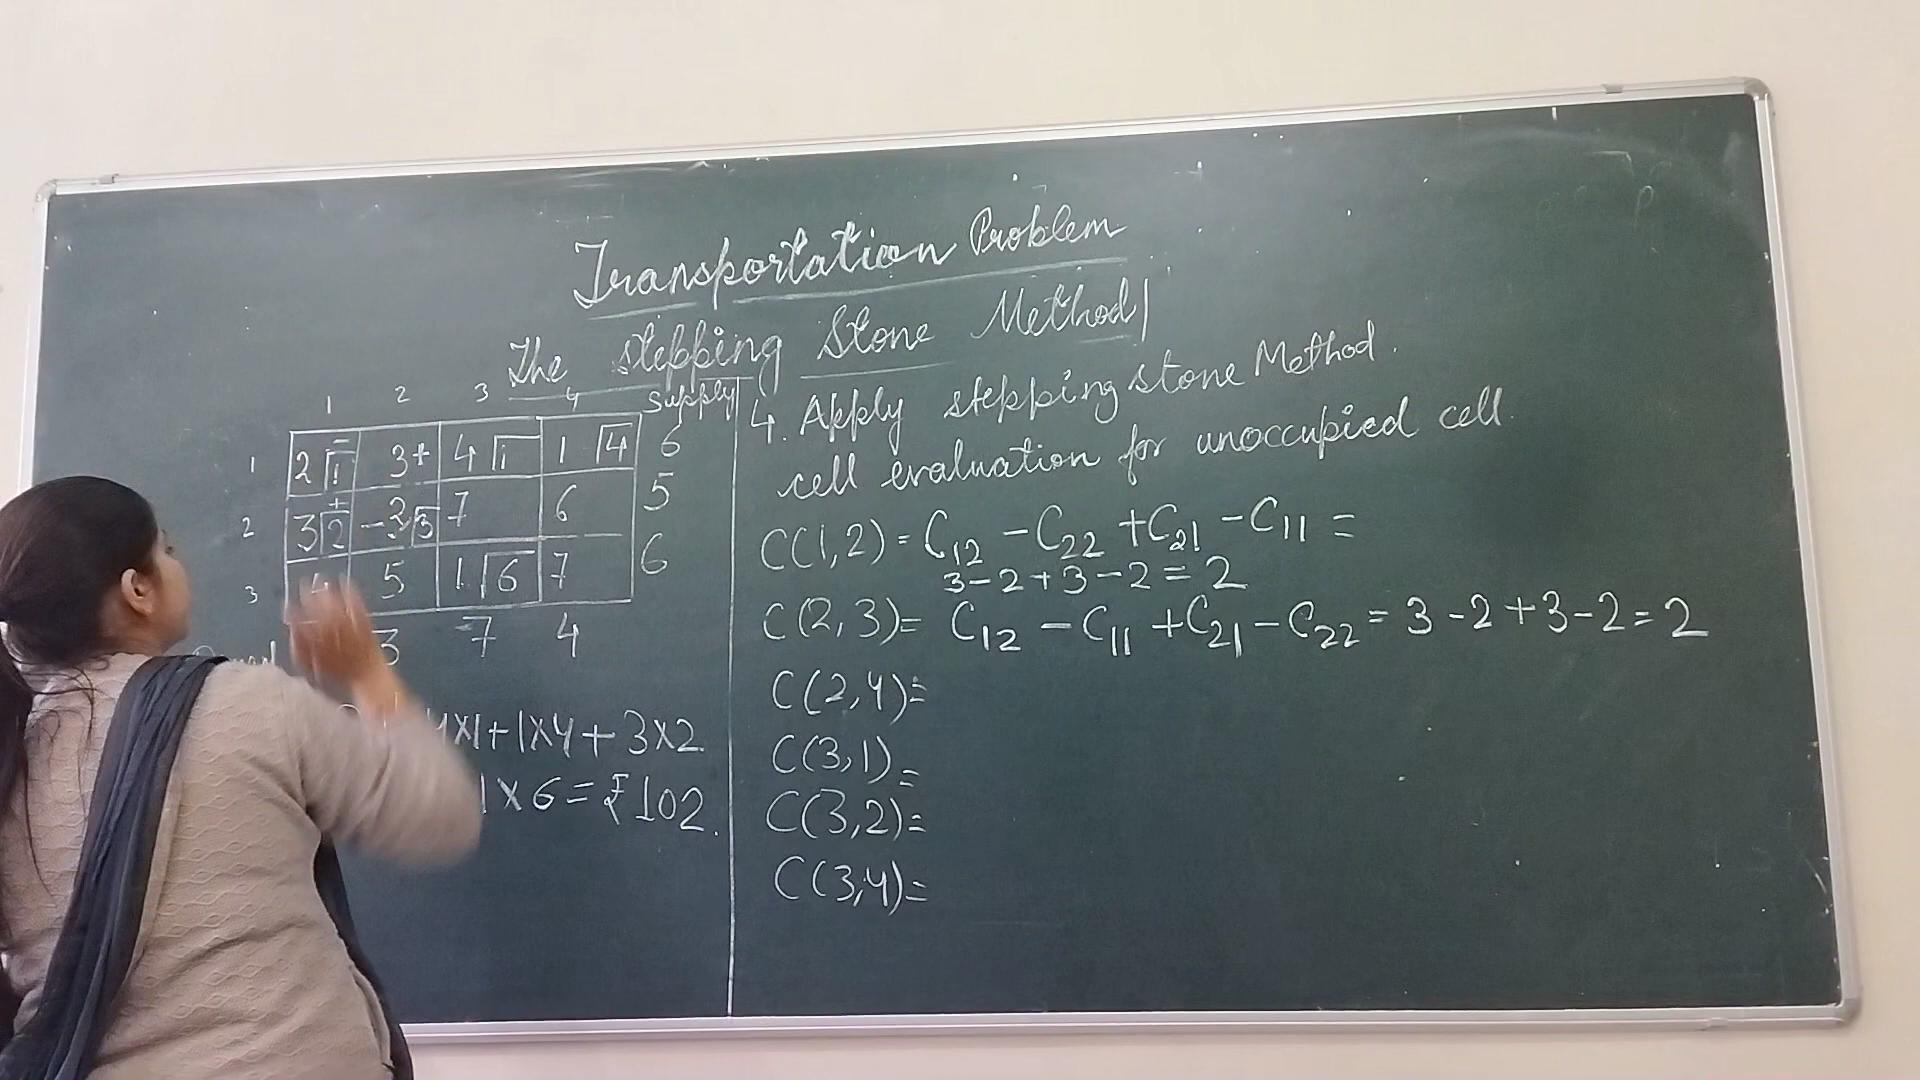 Transportation Problem
The stepping Stone Method
1 2 3 4 Supply
1 2 1 - 3+ 4 1 1 4 6
2 3 2 + -2 3 7 6 5
3 4 5 1 6 7 6
3 7 4
4x1+1x4+3x2
1x6=₹102.
4. Apply stepping stone Method.
cell evaluation for unoccupied cell.
C(1,2)= C12 -C22 +C21 -C11 =
3-2+3-2=2
C(2,3)= C12 -C11 +C21 -C22 = 3-2+3-2=2
C(2,4)=
C(3,1)=
C(3,2)=
C(3,4)=